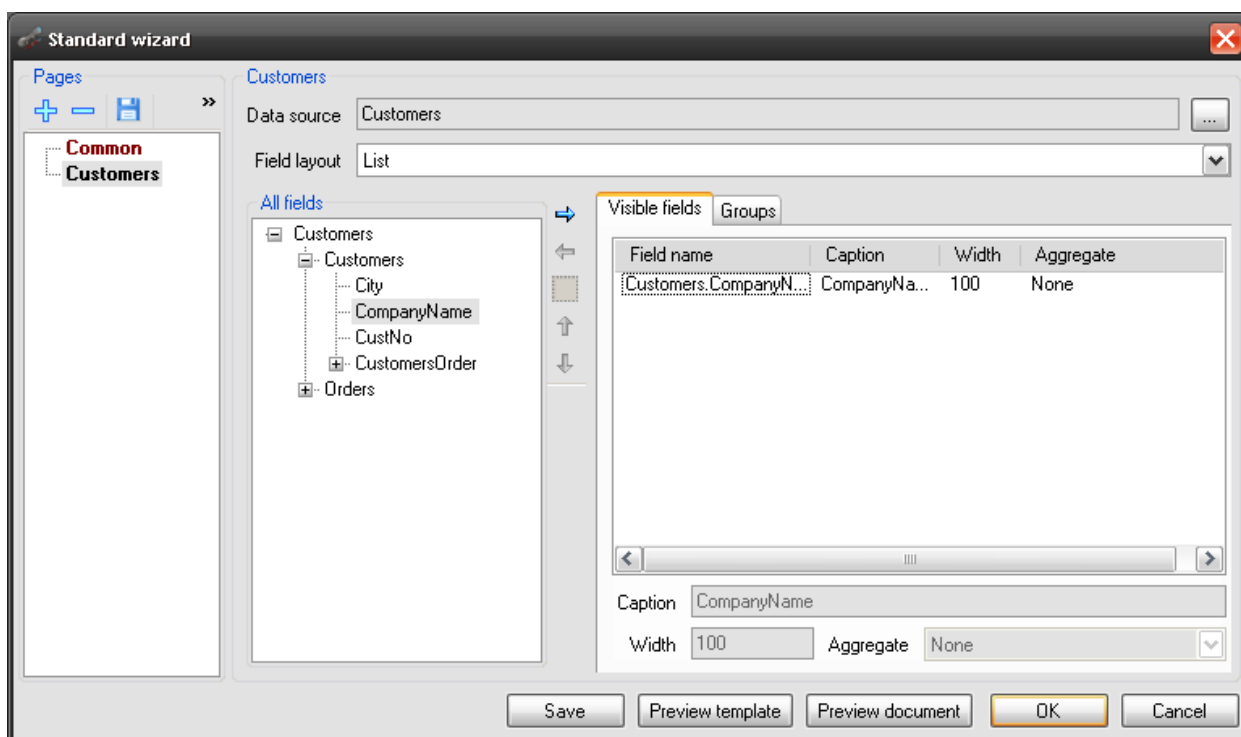 Standard wizard
Pages
Customers
»
Data source Customers ...
Common
Customers
Field layout List
All fields
Visible fields Groups
Customers
Customers
City
CompanyName
CustNo
CustomersOrder
Orders
Field name Caption Width Aggregate
Customers.CompanyN... CompanyNa... 100 None
Caption CompanyName
Width 100 Aggregate None
Save Preview template Preview document OK Cancel